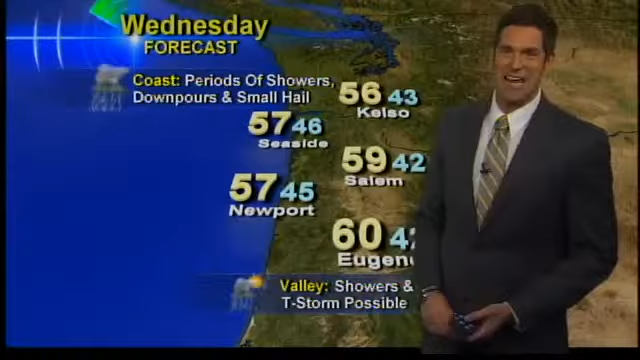 Wednesday
FORECAST
Coast: Periods Of Showers,
Downpours & Small Hail
56 43
Kelso
57 46
Seaside
59 42
Salem
57 45
Newport
60 42
Eugene
Valley: Showers &
T-Storm Possible